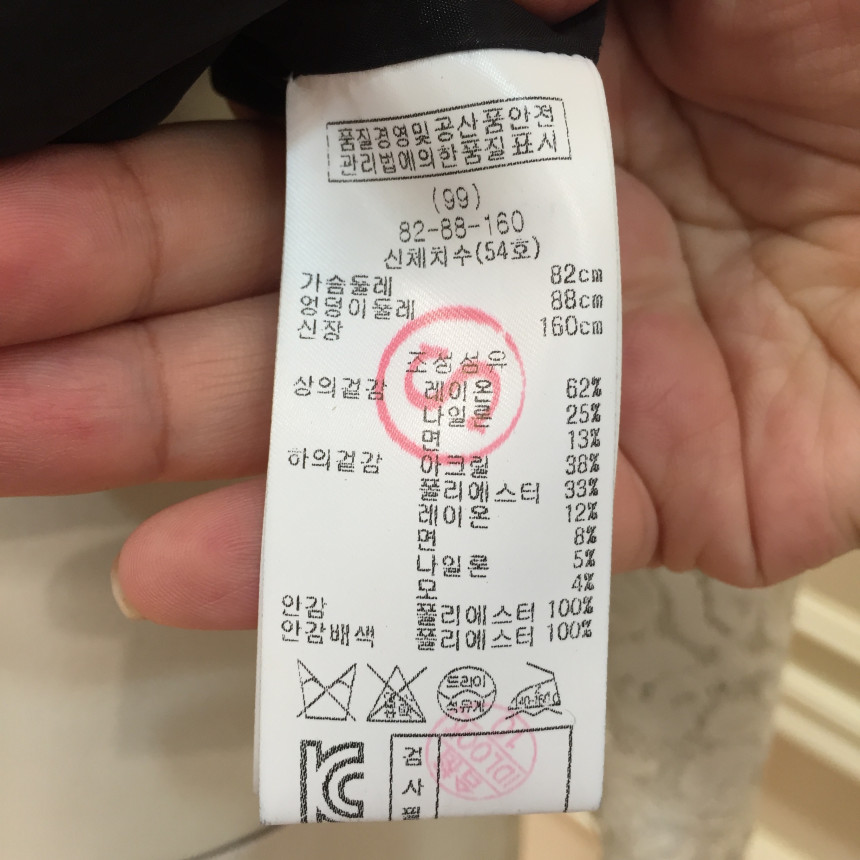 품질경영및공산품안전
관리법에의한품질표시
(99)
82-88-160
신체치수(54호)
가슴둘레 82cm
엉덩이둘레 88cm
신장 160cm
조성섬유
상의겉감 레이온 62%
나일론 25%
면 13%
하의겉감 아크릴 38%
폴리에스터 33%
레이온 12%
면 8%
나일론 5%
모 4%
안감 폴리에스터 100%
안감배색 폴리에스터 100%
드라이
석유계
검
사
필